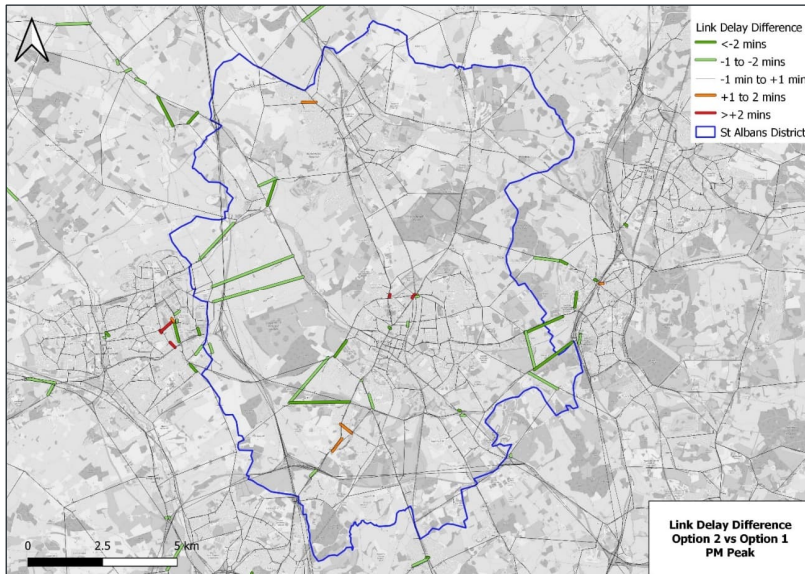 Link Delay Difference
<-2 mins
-1 to -2 mins
-1 min to +1 min
+1 to 2 mins
>+2 mins
St Albans District
0 2.5 5 km
Link Delay Difference
Option 2 vs Option 1
PM Peak